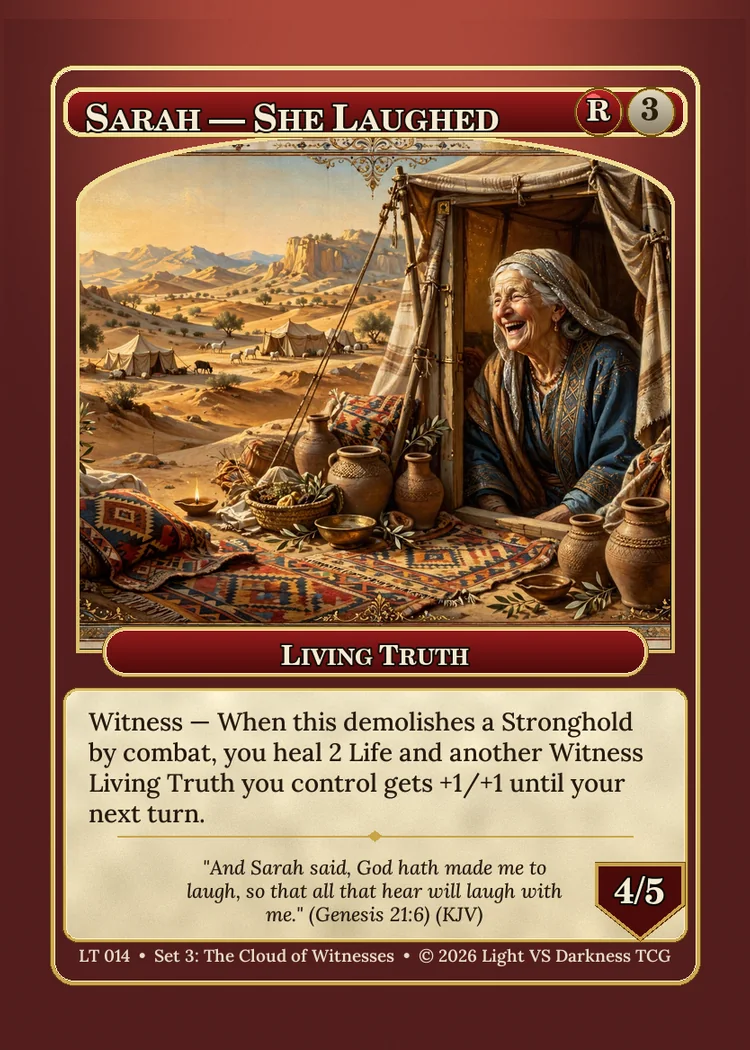 Sarah — She Laughed R 3
Living Truth
Witness — When this demolishes a Stronghold
by combat, you heal 2 Life and another Witness
Living Truth you control gets +1/+1 until your
next turn.
"And Sarah said, God hath made me to
laugh, so that all that hear will laugh with
me." (Genesis 21:6) (KJV)
4/5
LT 014 • Set 3: The Cloud of Witnesses • © 2026 Light VS Darkness TCG